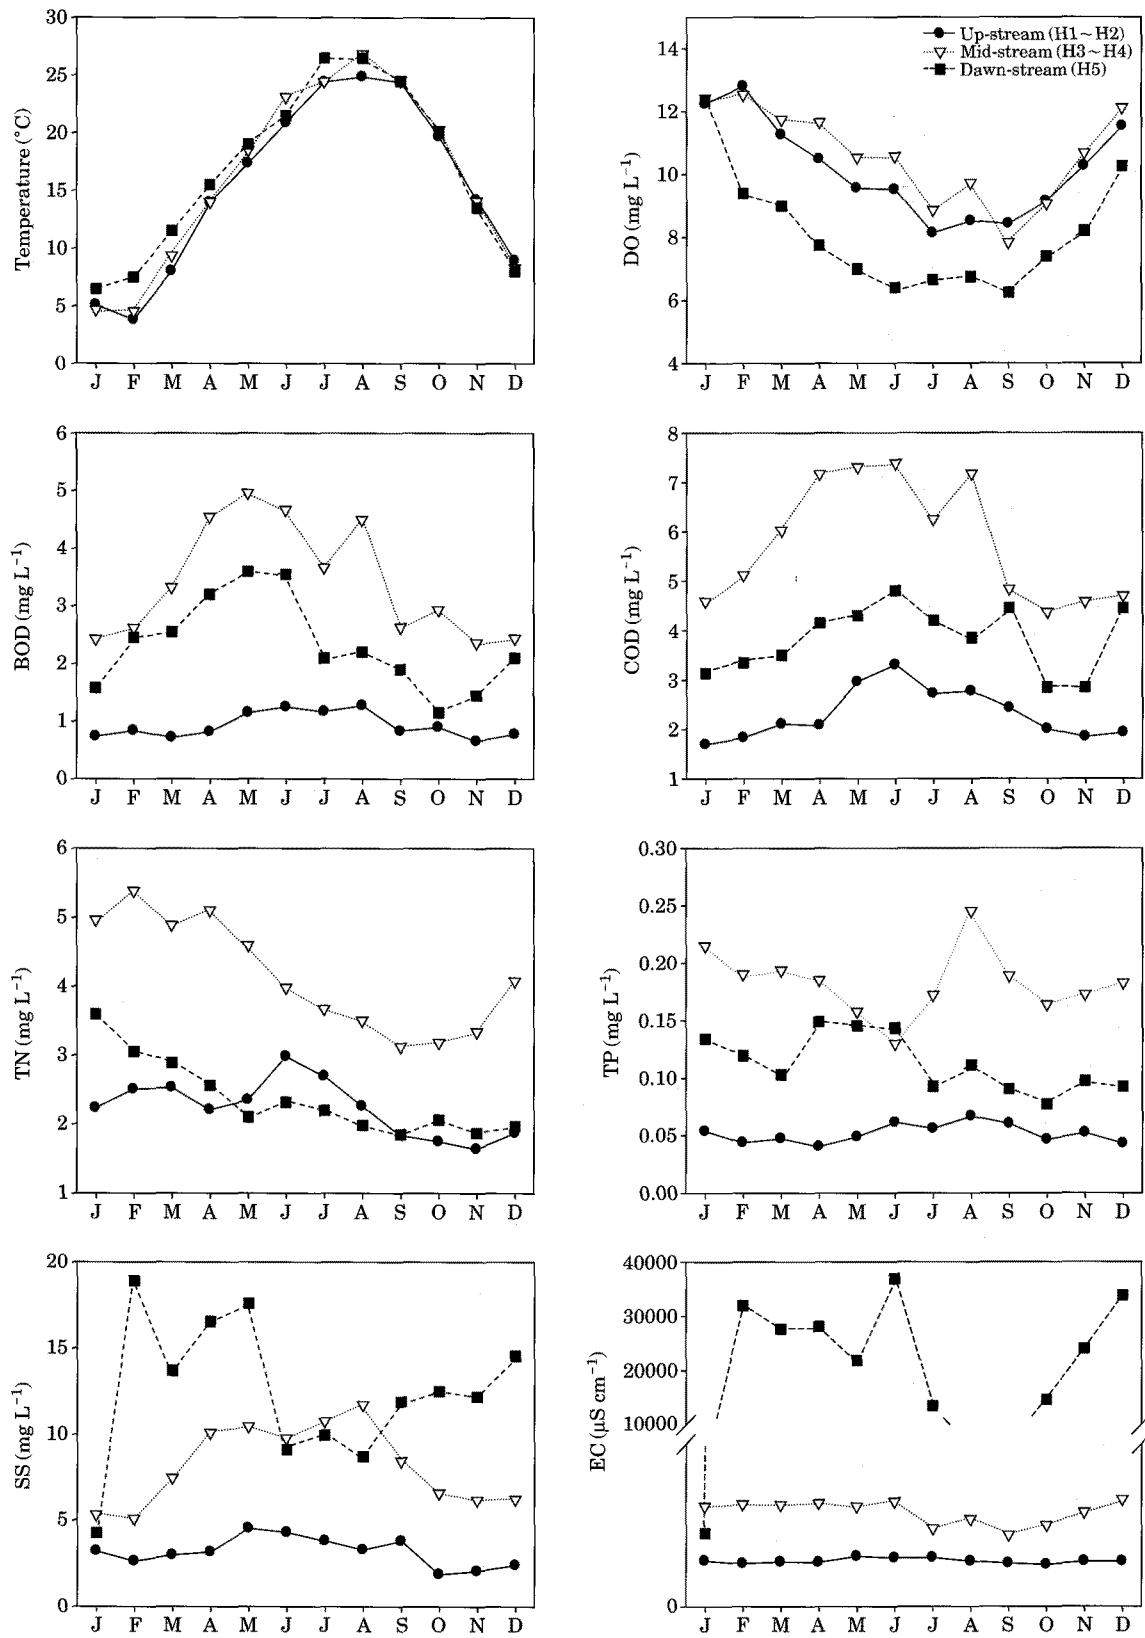 30
25
20
15
10
5
0
Temperature (°C)
J F M A M J J A S O N D
14
12
10
8
6
4
DO (mg L⁻¹)
Up-stream (H1~H2)
Mid-stream (H3~H4)
Dawn-stream (H5)
J F M A M J J A S O N D
6
5
4
3
2
1
0
BOD (mg L⁻¹)
J F M A M J J A S O N D
8
7
6
5
4
3
2
1
COD (mg L⁻¹)
J F M A M J J A S O N D
6
5
4
3
2
1
TN (mg L⁻¹)
J F M A M J J A S O N D
0.30
0.25
0.20
0.15
0.10
0.05
0.00
TP (mg L⁻¹)
J F M A M J J A S O N D
20
15
10
5
0
SS (mg L⁻¹)
J F M A M J J A S O N D
40000
30000
20000
10000
0
EC (μS cm⁻¹)
J F M A M J J A S O N D